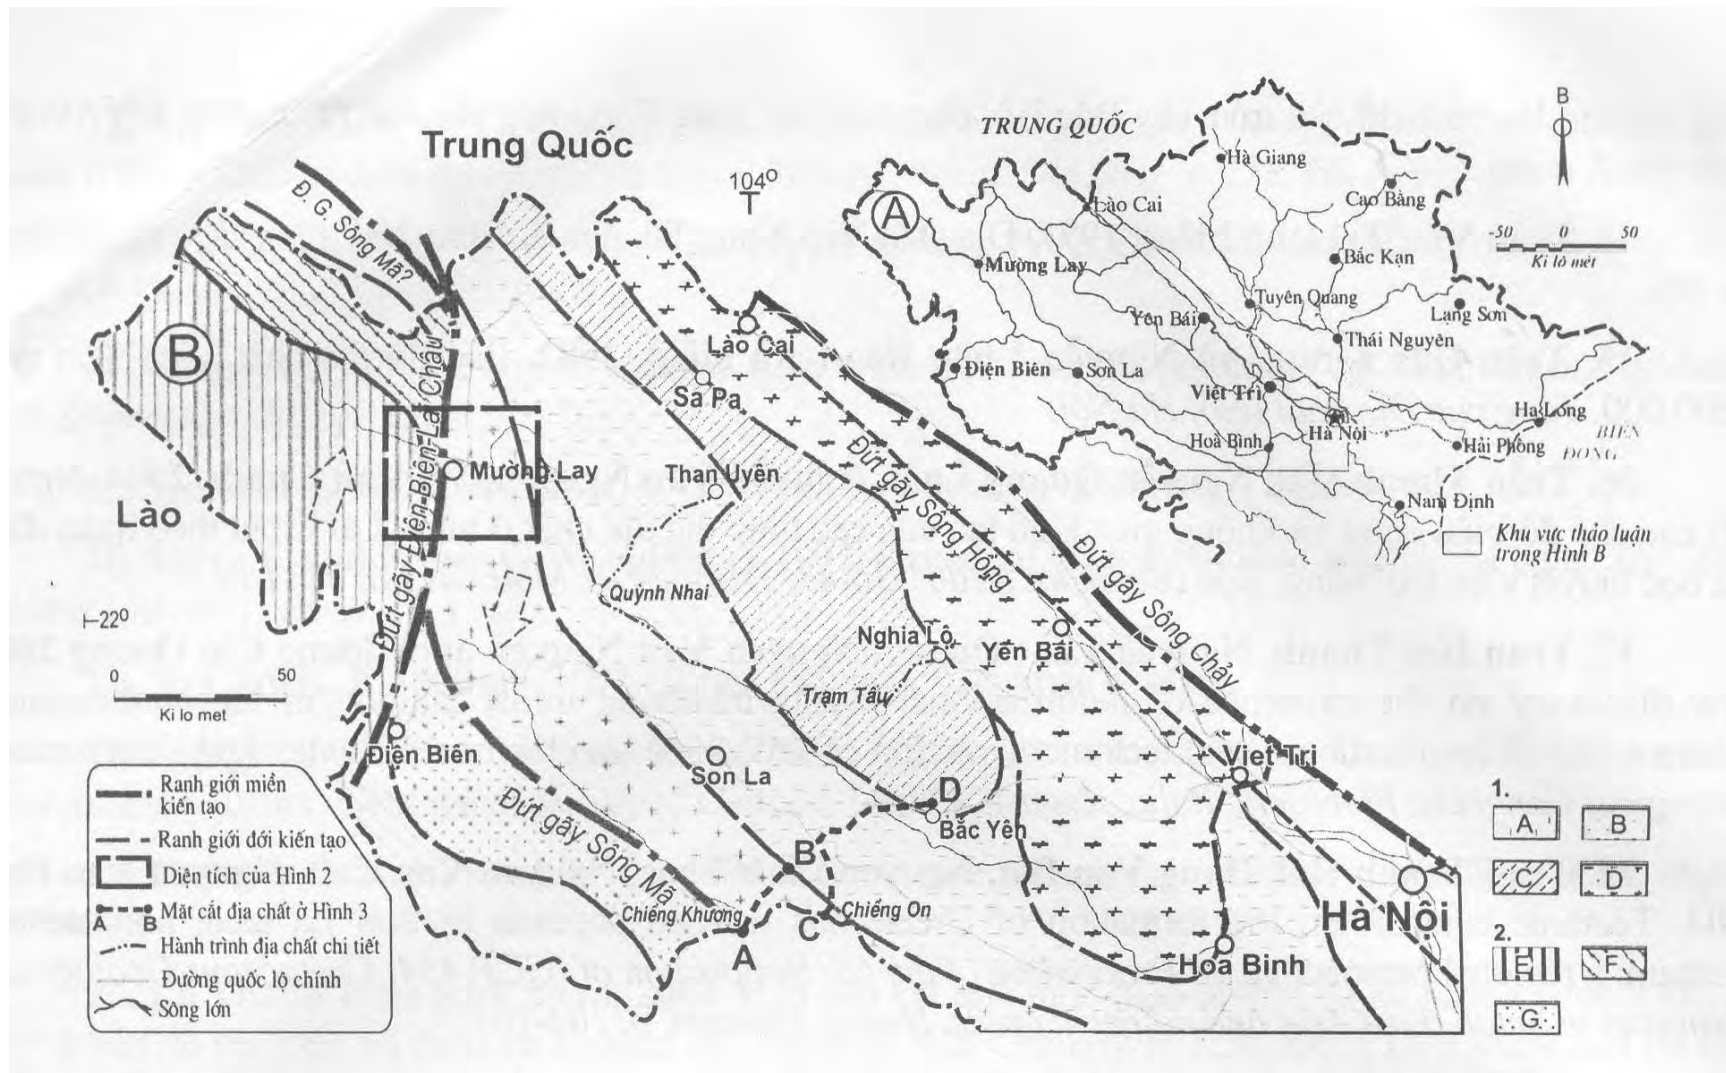 Trung Quốc
104°
Đ. G. Sông Mã?
B
Lào
Đứt gãy Điện Biên-Lai Châu
Lào Cai
Sa Pa
Mường Lay
Than Uyên
Đứt gãy Sông Hồng
Đứt gãy Sông Chảy
Quỳnh Nhai
Nghĩa Lộ
Yên Bái
Trạm Tấu
22°
0 50
Ki lo met
Điện Biên
Sơn La
Việt Trì
D
Bắc Yên
Đứt gãy Sông Mã
B
Chiềng Khương
Chiềng On
A
C
Hoà Bình
Hà Nội
TRUNG QUỐC
A
Hà Giang
Cao Bằng
Lào Cai
Mường Lay
Bắc Kạn
Tuyên Quang
Lạng Sơn
Yên Bái
Thái Nguyên
Điện Biên
Sơn La
Việt Trì
Hạ Long
Hà Nội
BIỂN
ĐÔNG
Hoà Bình
Hải Phòng
Nam Định
B
-50 0 50
Ki lô mét
Khu vực thảo luận
trong Hình B
Ranh giới miền
kiến tạo
Ranh giới đới kiến tạo
Diện tích của Hình 2
A B
Mặt cắt địa chất ở Hình 3
Hành trình địa chất chi tiết
Đường quốc lộ chính
Sông lớn
1.
A B
C D
2.
E F
G